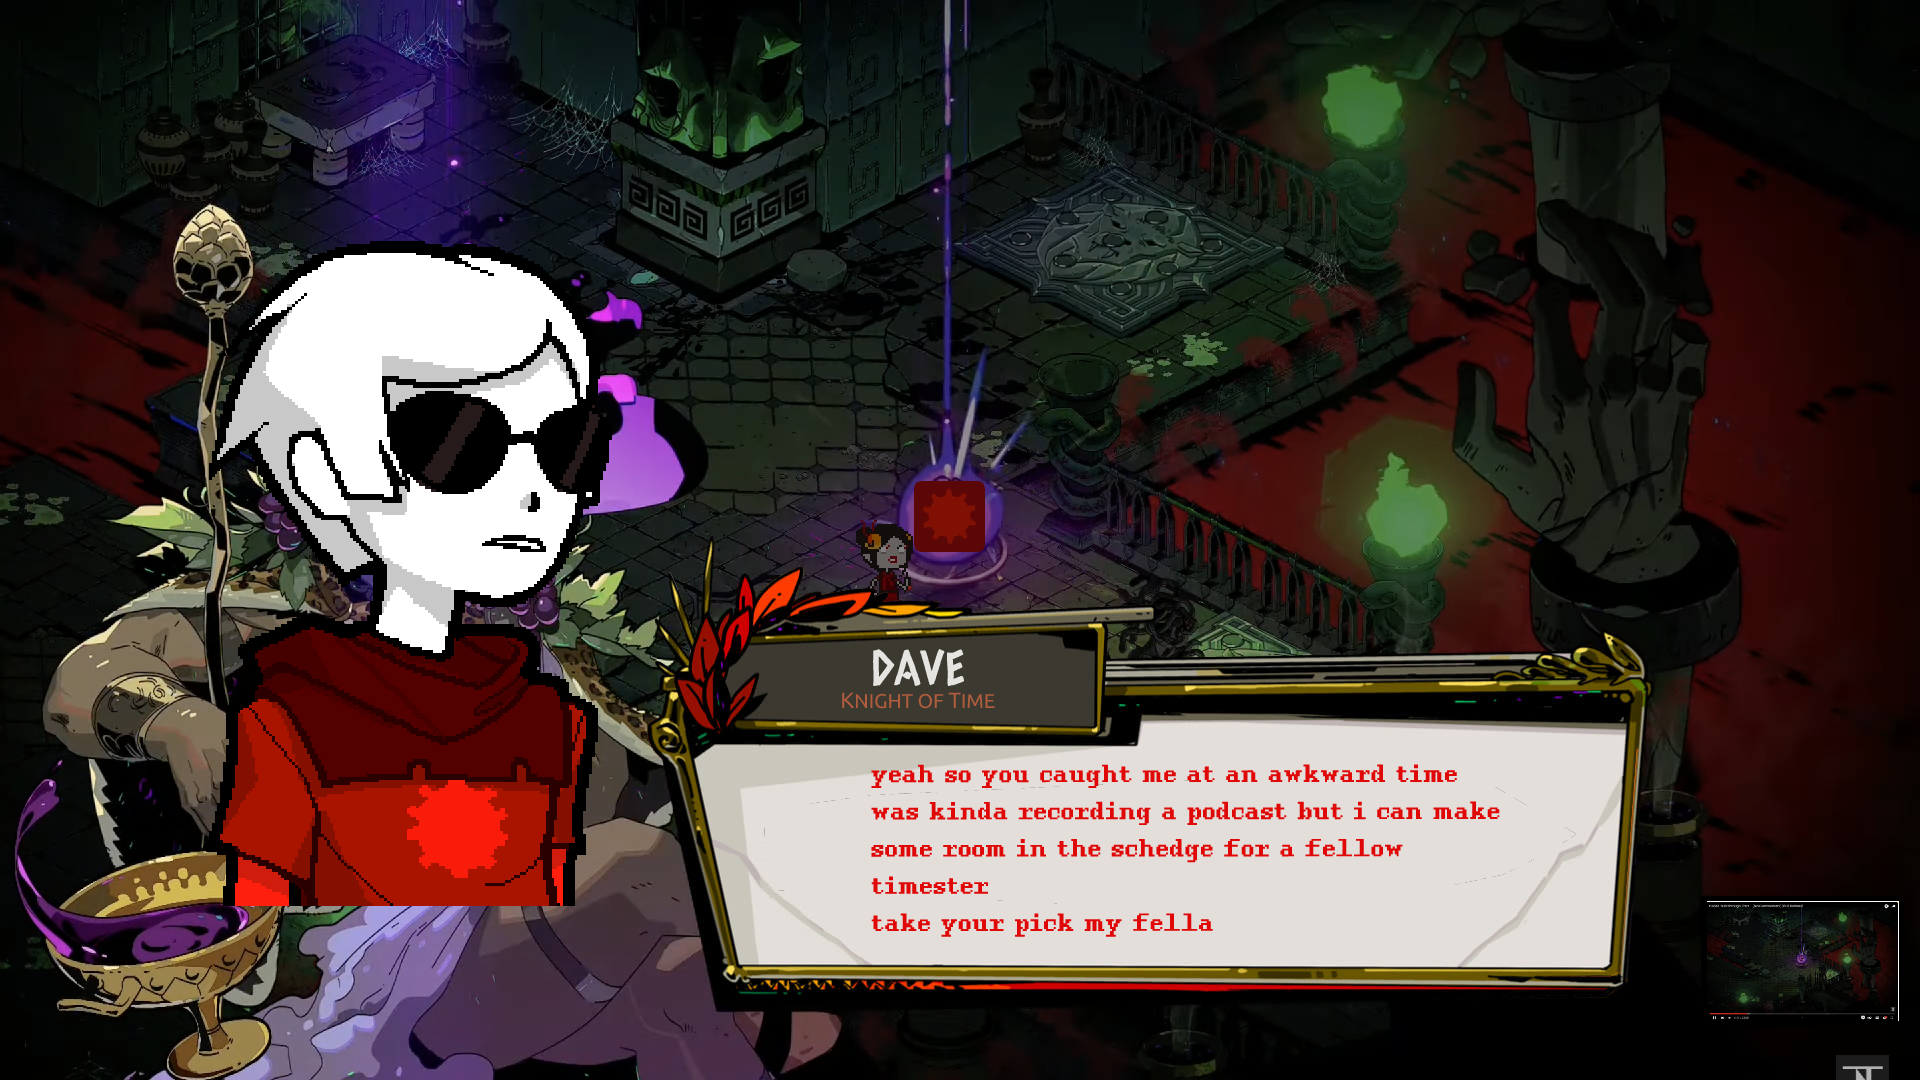 DAVE
KNIGHT OF TIME
yeah so you caught me at an awkward time
was kinda recording a podcast but i can make
some room in the schedge for a fellow
timester
take your pick my fella